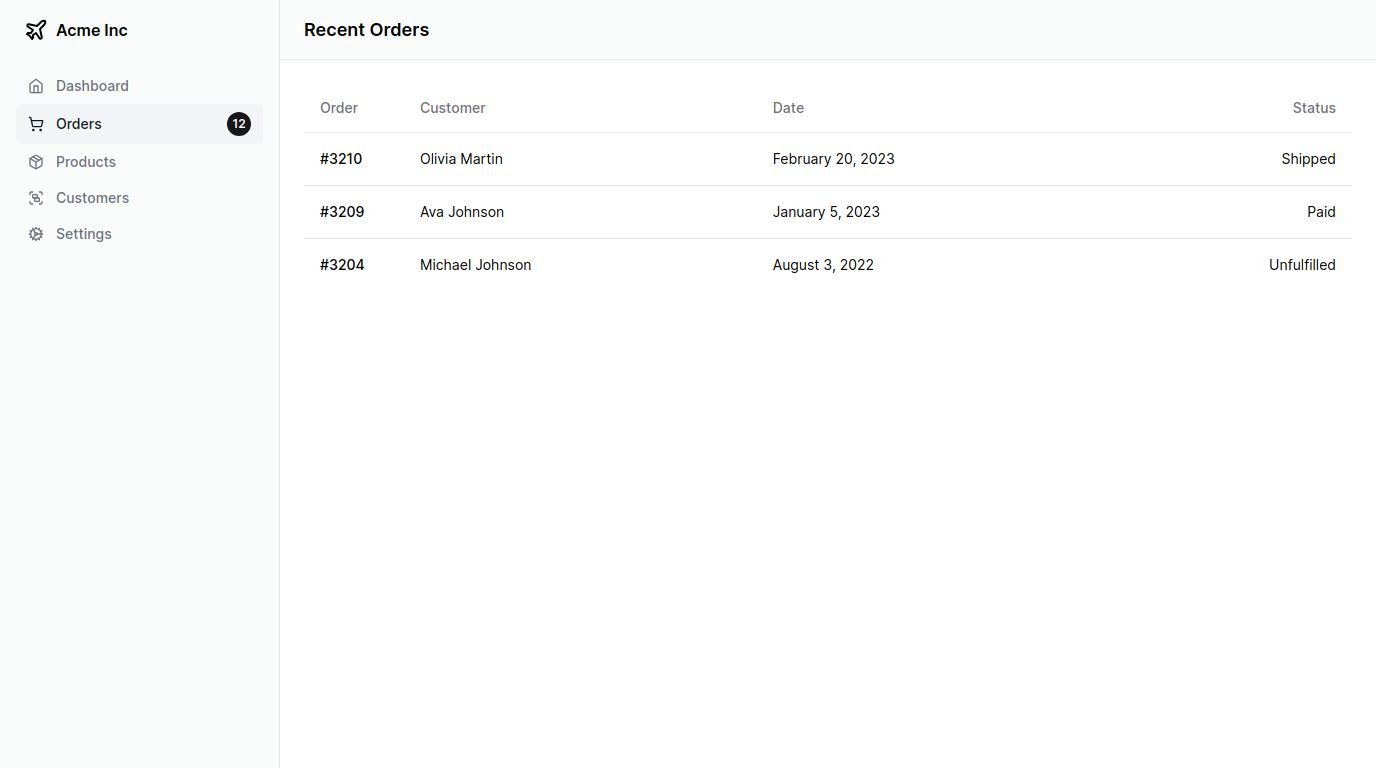 Acme Inc
Dashboard
Orders 12
Products
Customers
Settings
Recent Orders
Order Customer Date Status
#3210 Olivia Martin February 20, 2023 Shipped
#3209 Ava Johnson January 5, 2023 Paid
#3204 Michael Johnson August 3, 2022 Unfulfilled